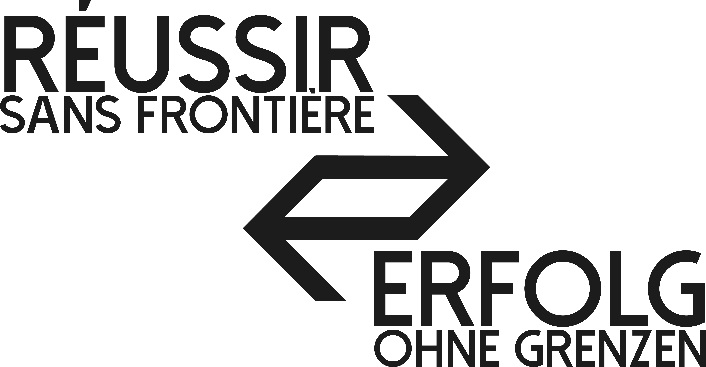 RÉUSSIR
SANS FRONTIÈRE
ERFOLG
OHNE GRENZEN